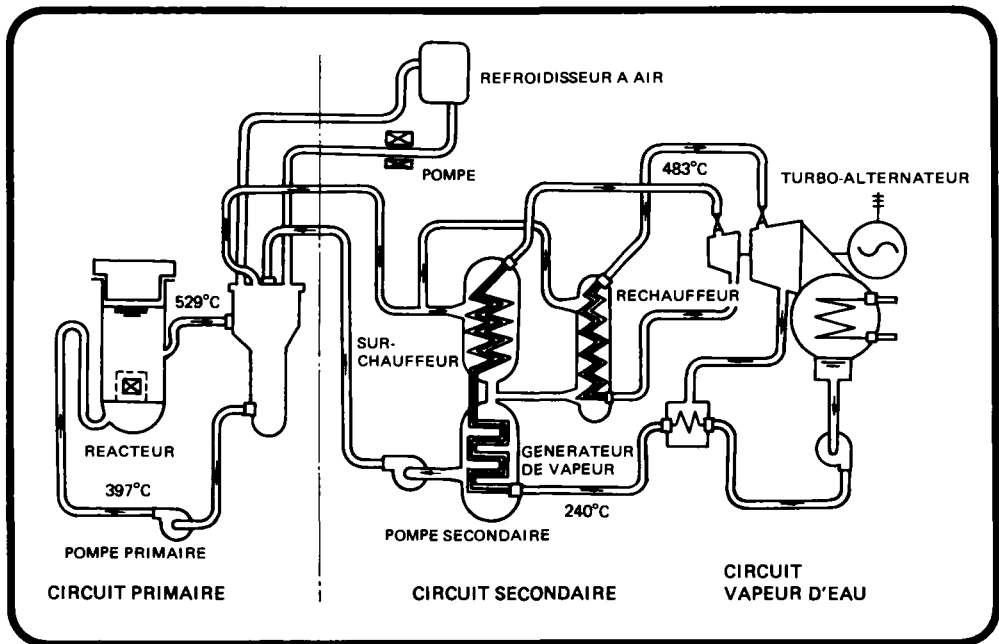 REFROIDISSEUR A AIR
POMPE
483°C
TURBO-ALTERNATEUR
529°C
RECHAUFFEUR
SUR-
CHAUFFEUR
REACTEUR
GENERATEUR
DE VAPEUR
397°C
240°C
POMPE SECONDAIRE
POMPE PRIMAIRE
CIRCUIT PRIMAIRE
CIRCUIT SECONDAIRE
CIRCUIT
VAPEUR D'EAU